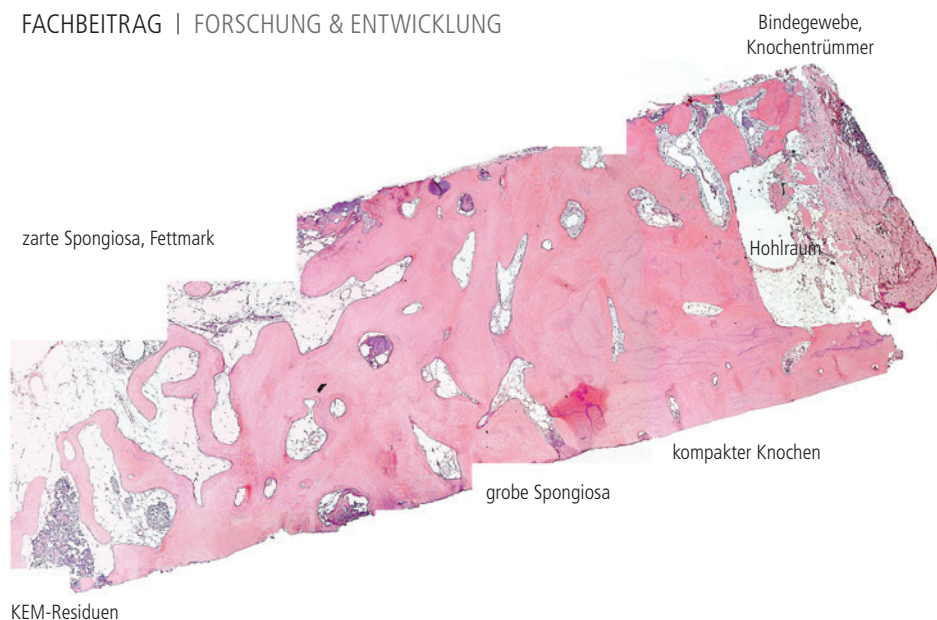 FACHBEITRAG | FORSCHUNG & ENTWICKLUNG
Bindegewebe,
Knochentrümmer
zarte Spongiosa, Fettmark
Hohlraum
kompakter Knochen
grobe Spongiosa
KEM-Residuen